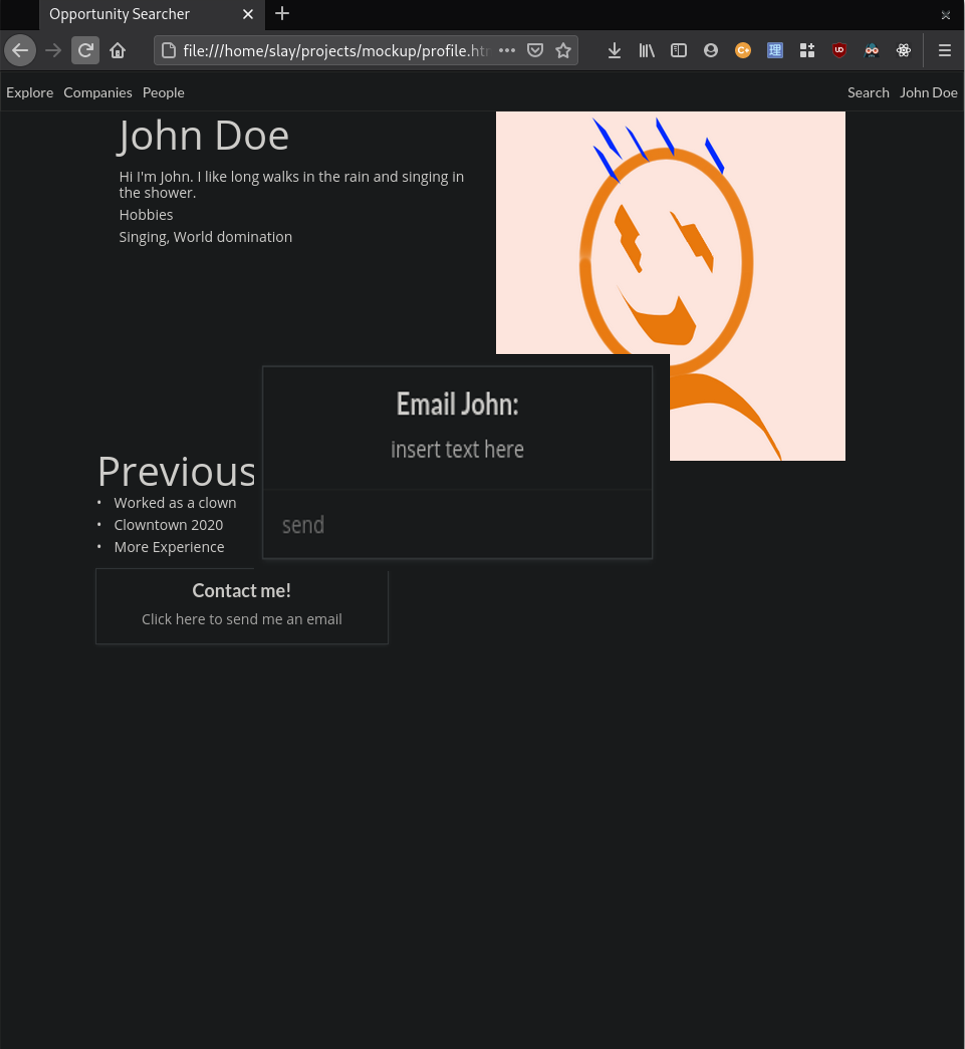 Opportunity Searcher
file:///home/slay/projects/mockup/profile.htm
Explore Companies People Search John Doe
John Doe
Hi I'm John. I like long walks in the rain and singing in
the shower.
Hobbies
Singing, World domination
Email John:
insert text here
send
Previous
• Worked as a clown
• Clowntown 2020
• More Experience
Contact me!
Click here to send me an email